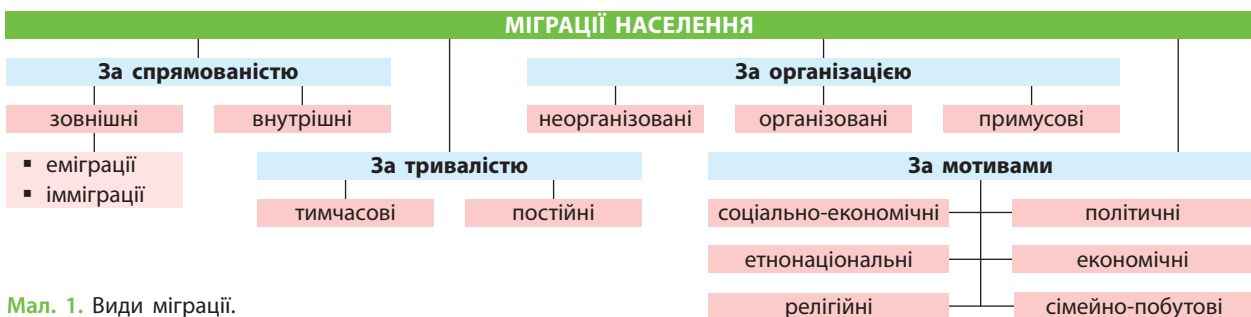 МІГРАЦІЇ НАСЕЛЕННЯ
За спрямованістю
зовнішні
внутрішні
▪ еміграції
▪ імміграції
За тривалістю
тимчасові
постійні
За організацією
неорганізовані
організовані
примусові
За мотивами
соціально-економічні
політичні
етнонаціональні
економічні
релігійні
сімейно-побутові
Мал. 1. Види міграції.